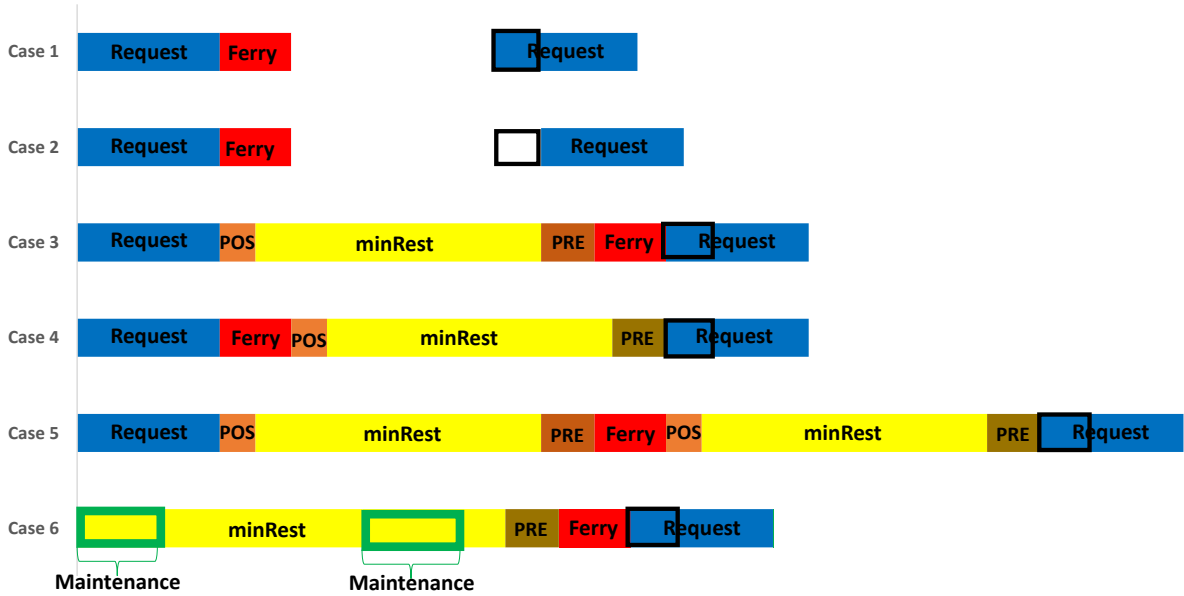 Case 1 Request Ferry Request
Case 2 Request Ferry Request
Case 3 Request POS minRest PRE Ferry Request
Case 4 Request Ferry POS minRest PRE Request
Case 5 Request POS minRest PRE Ferry POS minRest PRE Request
Case 6 minRest PRE Ferry Request
Maintenance Maintenance